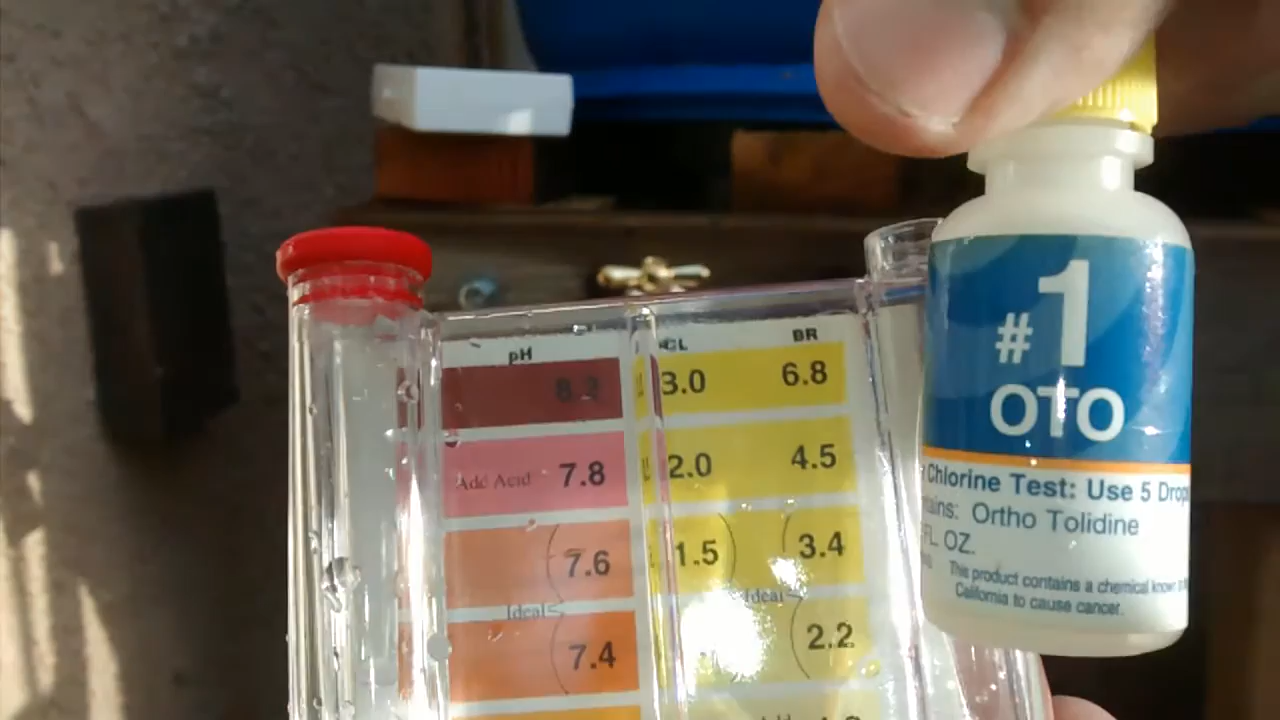 pH
CL
BR
8.2
3.0
6.8
Add Acid 7.8
2.0
4.5
7.6
1.5
3.4
Ideal
Ideal
7.4
2.2
#1
OTO
Chlorine Test: Use 5
Ortho Tolidine
FL. OZ.
This product contains a chemical known
California to cause cancer.